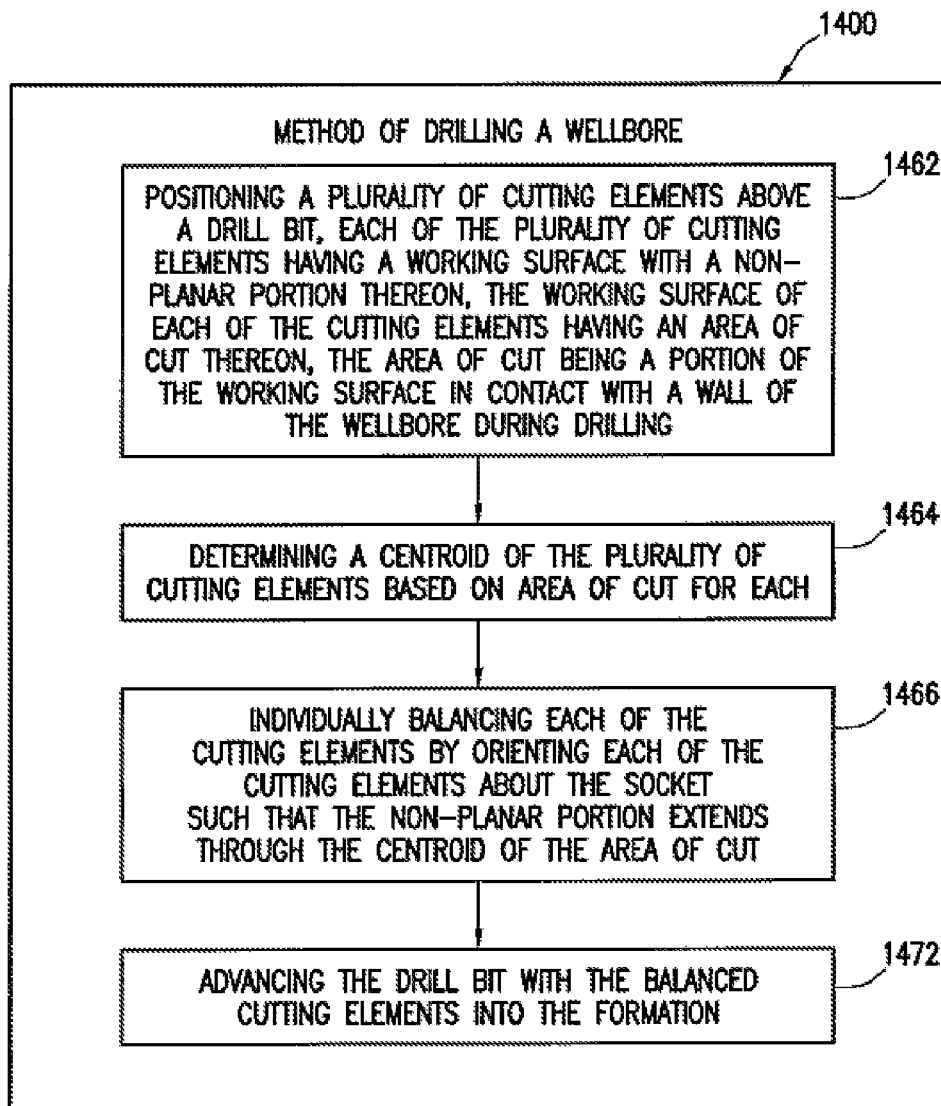 1400
METHOD OF DRILLING A WELLBORE
1462
POSITIONING A PLURALITY OF CUTTING ELEMENTS ABOVE
A DRILL BIT, EACH OF THE PLURALITY OF CUTTING
ELEMENTS HAVING A WORKING SURFACE WITH A NON-
PLANAR PORTION THEREON, THE WORKING SURFACE OF
EACH OF THE CUTTING ELEMENTS HAVING AN AREA OF
CUT THEREON, THE AREA OF CUT BEING A PORTION OF
THE WORKING SURFACE IN CONTACT WITH A WALL OF
THE WELLBORE DURING DRILLING
1464
DETERMINING A CENTROID OF THE PLURALITY OF
CUTTING ELEMENTS BASED ON AREA OF CUT FOR EACH
1466
INDIVIDUALLY BALANCING EACH OF THE
CUTTING ELEMENTS BY ORIENTING EACH OF THE
CUTTING ELEMENTS ABOUT THE SOCKET
SUCH THAT THE NON-PLANAR PORTION EXTENDS
THROUGH THE CENTROID OF THE AREA OF CUT
1472
ADVANCING THE DRILL BIT WITH THE BALANCED
CUTTING ELEMENTS INTO THE FORMATION